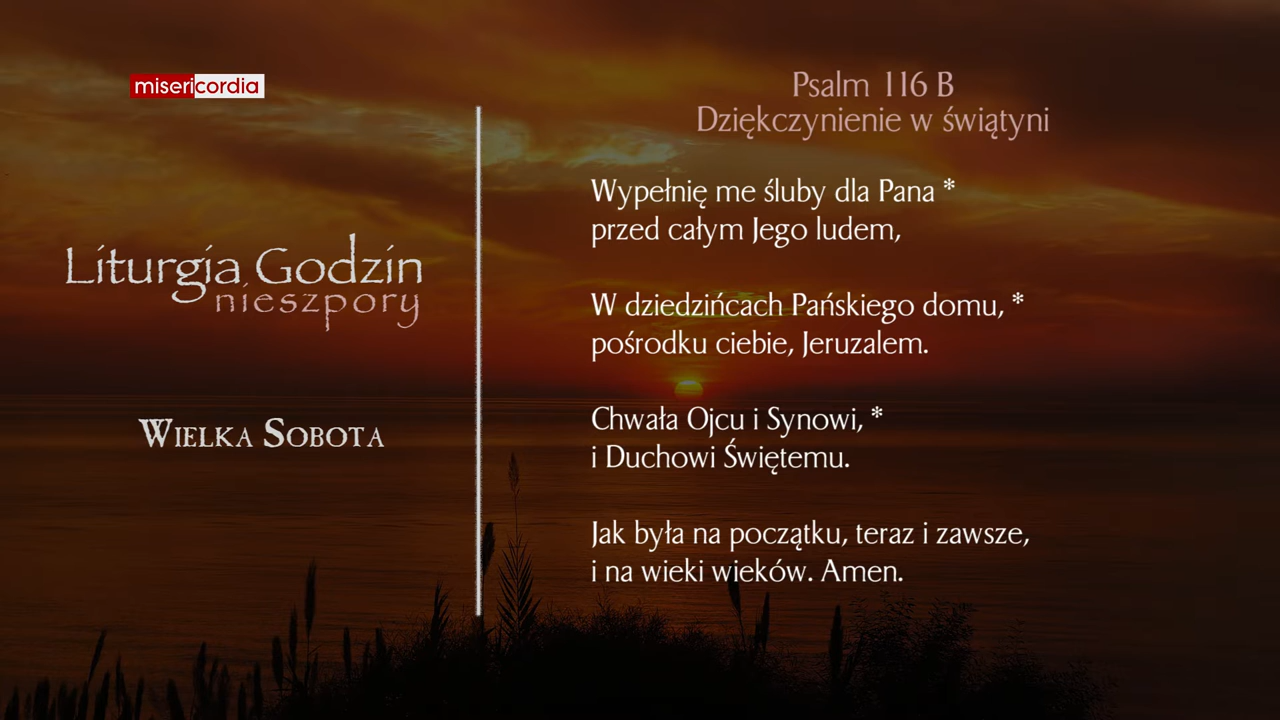 misericordia
Liturgia Godzin
nieszpory
Wielka Sobota
Psalm 116 B
Dziękczynienie w świątyni
Wypełnię me śluby dla Pana *
przed całym Jego ludem,
W dziedzińcach Pańskiego domu, *
pośrodku ciebie, Jeruzalem.
Chwała Ojcu i Synowi, *
i Duchowi Świętemu.
Jak była na początku, teraz i zawsze,
i na wieki wieków. Amen.